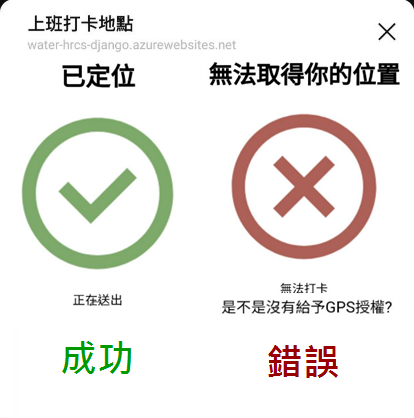 上班打卡地點
water-hrcs-django.azurewebsites.net
已定位
正在送出
成功
無法取得你的位置
無法打卡
是不是沒有給予GPS授權?
錯誤